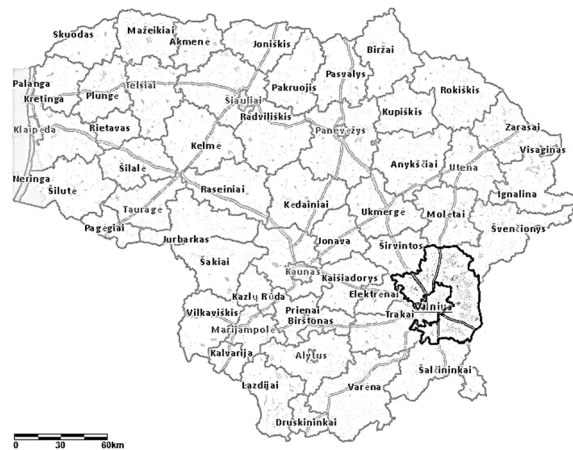 Skuodas
Mažeikiai
Akmenė
Joniškis
Biržai
Pasvalys
Palanga
Kretinga
Plungė
Telšiai
Šiauliai
Pakruojis
Rokiškis
Radviliškis
Kupiškis
Klaipėda
Rietavas
Panevėžys
Zarasai
Kelmė
Visaginas
Šilalė
Anykščiai
Utena
Neringa
Šilutė
Raseiniai
Ignalina
Tauragė
Kėdainiai
Ukmergė
Molėtai
Pagėgiai
Švenčionys
Jurbarkas
Jonava
Širvintos
Šakiai
Kaunas
Kaišiadorys
Kazlų Rūda
Elektrėnai
Vilkaviškis
Prienai
Vilnius
Birštonas
Trakai
Marijampolė
Kalvarija
Alytus
Šalčininkai
Lazdijai
Varėna
Druskininkai
0 30 60km